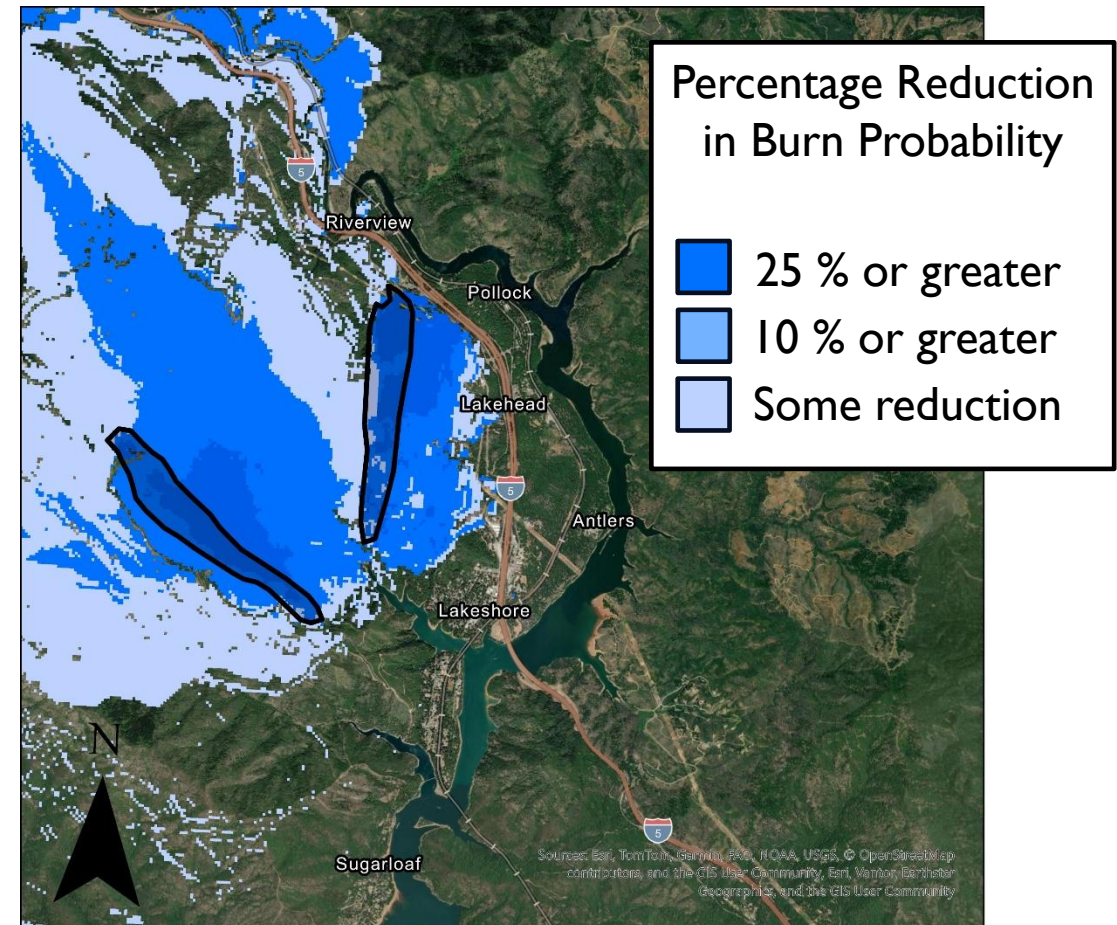 Percentage Reduction
in Burn Probability
25 % or greater
10 % or greater
Some reduction
5
Riverview
Pollock
Lakehead
5
Antlers
Lakeshore
N
5
Sugarloaf
Sources: Esri, TomTom, Garmin, FAO, NOAA, USGS, © OpenStreetMap
contributors, and the GIS User Community, Esri, Vantor, Earthstar
Geographics, and the GIS User Community